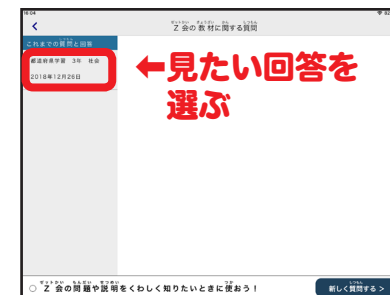 16:04
Z会の教材に関する質問
これまでの質問と回答
都道府県学習 3年 社会
2018年12月26日
←見たい回答を
選ぶ
○ Z会の問題や説明をくわしく知りたいときに使おう！
新しく質問する >